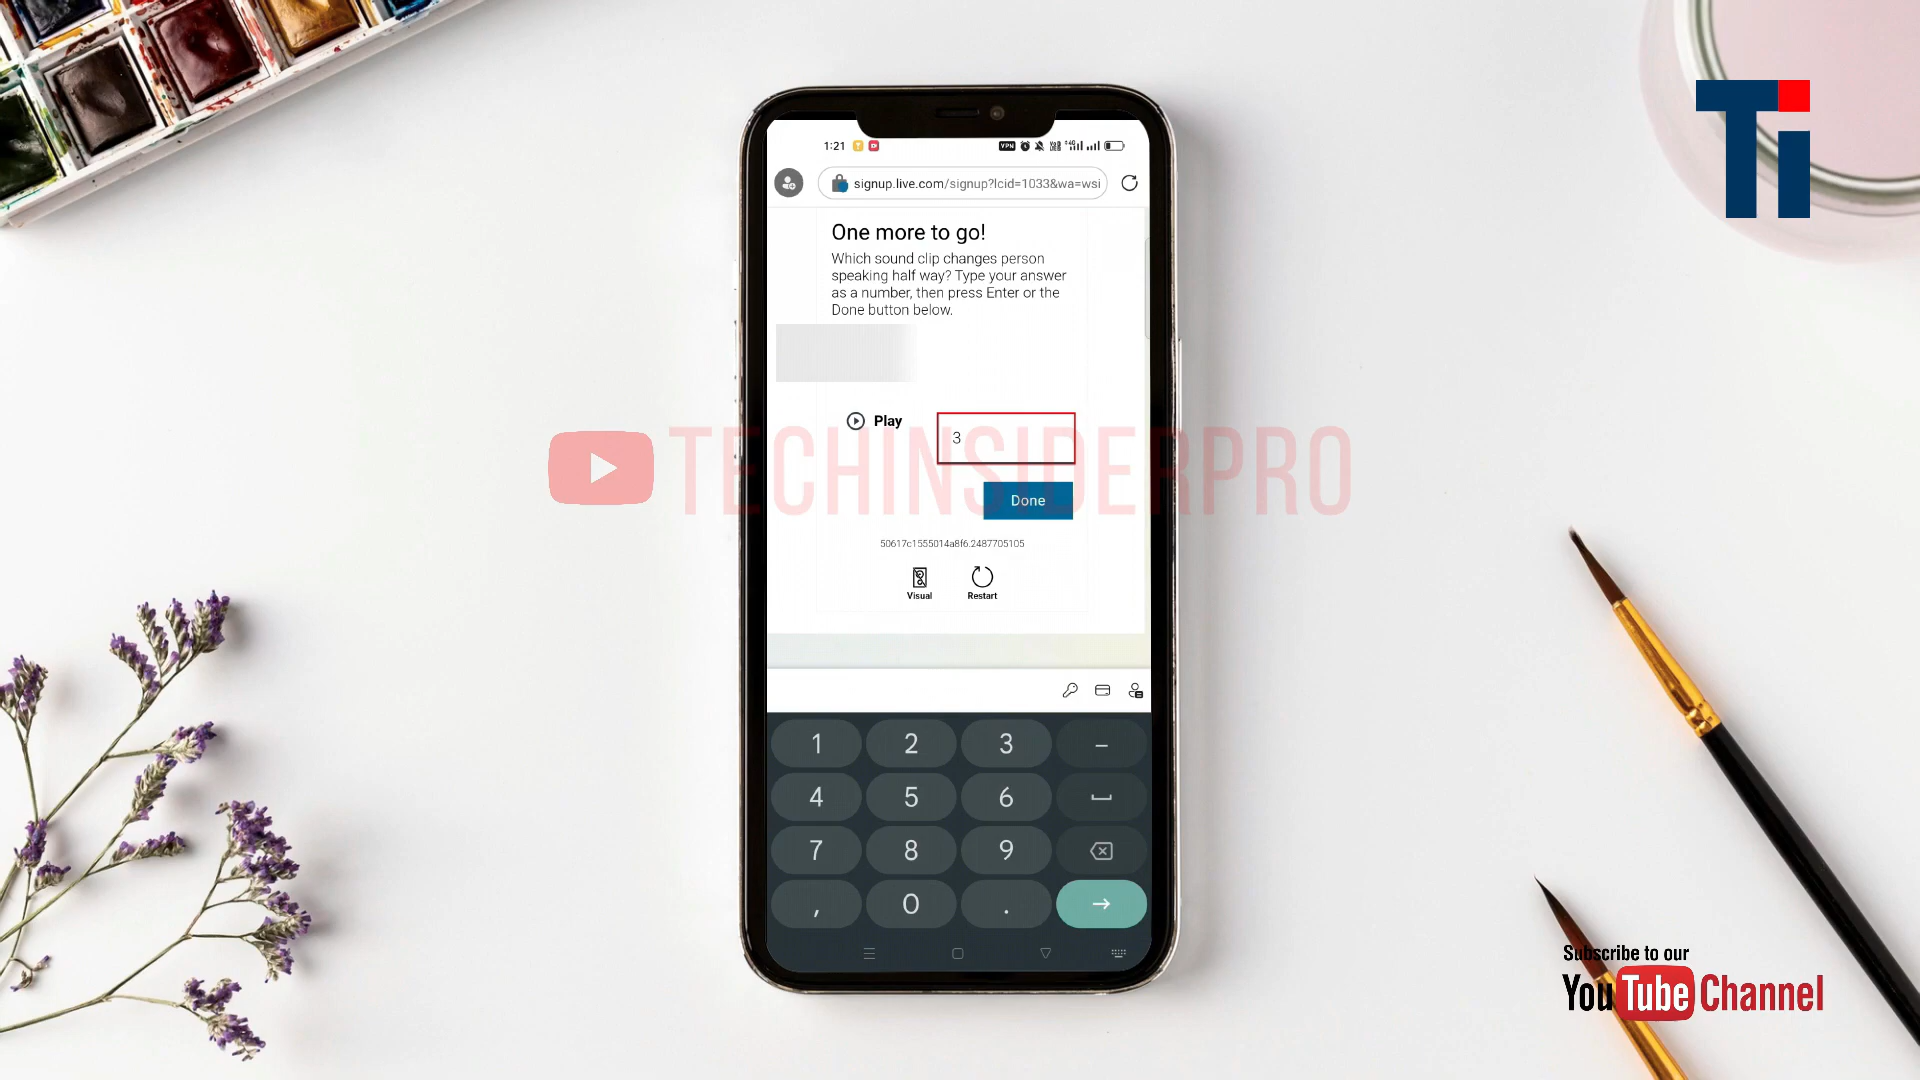 Ti
1:21
VPN
signup.live.com/signup?lcid=1033&wa=wsi
One more to go!
Which sound clip changes person
speaking half way? Type your answer
as a number, then press Enter or the
Done button below.
Play
3
TECHINSIDERPRO
Done
50617c1555014a8f6.2487705105
Visual
Restart
1 2 3 –
4 5 6
7 8 9
, 0 .
Subscribe to our
YouTube Channel